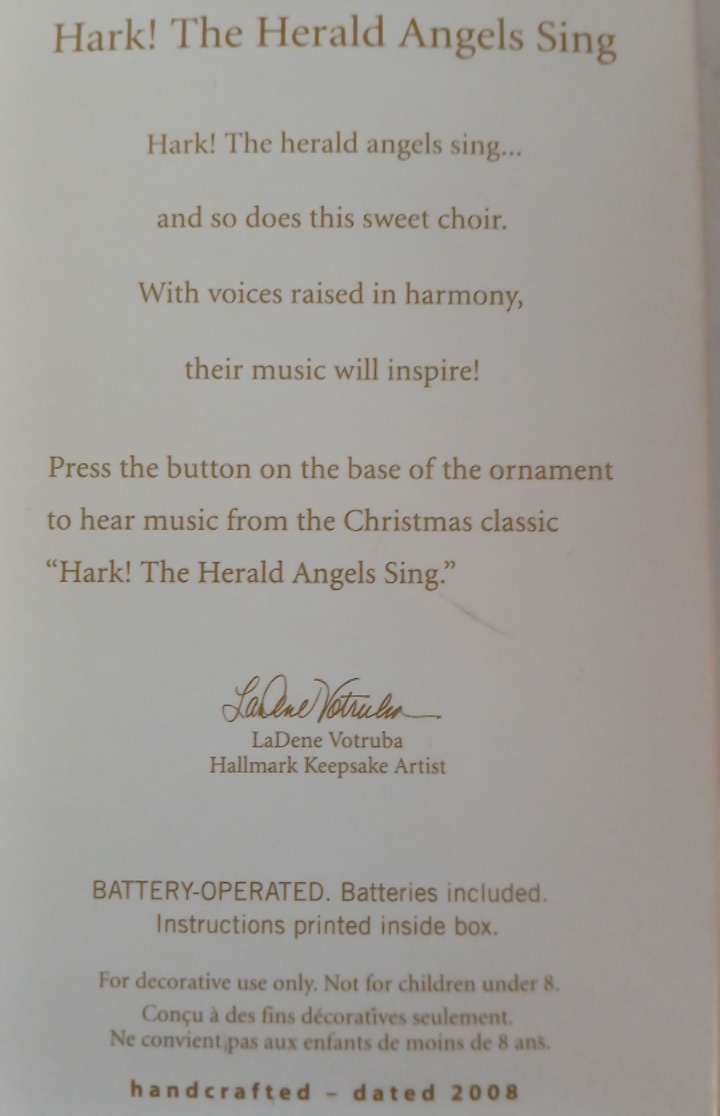 Hark! The Herald Angels Sing
Hark! The herald angels sing...
and so does this sweet choir.
With voices raised in harmony,
their music will inspire!
Press the button on the base of the ornament
to hear music from the Christmas classic
“Hark! The Herald Angels Sing.”
LaDene Votruba
LaDene Votruba
Hallmark Keepsake Artist
BATTERY-OPERATED. Batteries included.
Instructions printed inside box.
For decorative use only. Not for children under 8.
Conçu à des fins décoratives seulement.
Ne convient pas aux enfants de moins de 8 ans.
handcrafted – dated 2008